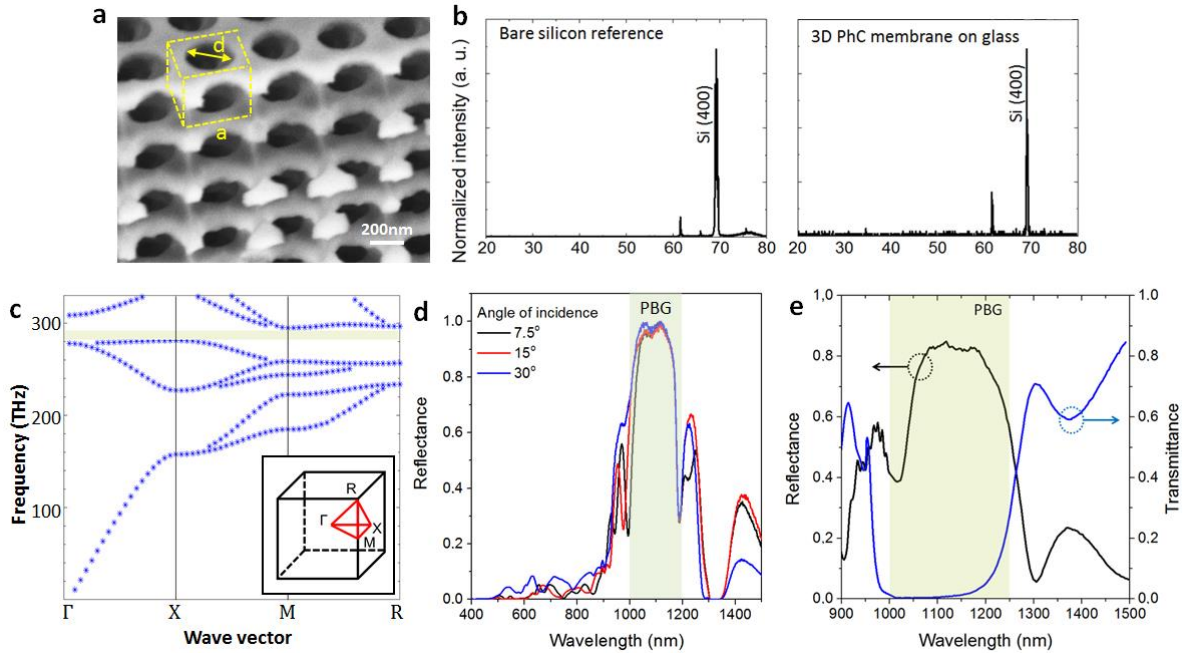 a
d
a
200nm
b
Normalized intensity (a. u.)
Bare silicon reference
Si (400)
20 30 40 50 60 70 80
3D PhC membrane on glass
Si (400)
20 30 40 50 60 70 80
c
Frequency (THz)
300
200
100
R
Γ
X
M
Γ X M R
Wave vector
d
Reflectance
PBG
Angle of incidence
7.5º
15º
30º
1.0
0.8
0.6
0.4
0.2
0.0
400 600 800 1000 1200 1400
Wavelength (nm)
e
Reflectance
PBG
1.0
0.8
0.6
0.4
0.2
0.0
1.0
0.8
0.6
0.4
0.2
0.0
Transmittance
900 1000 1100 1200 1300 1400 1500
Wavelength (nm)